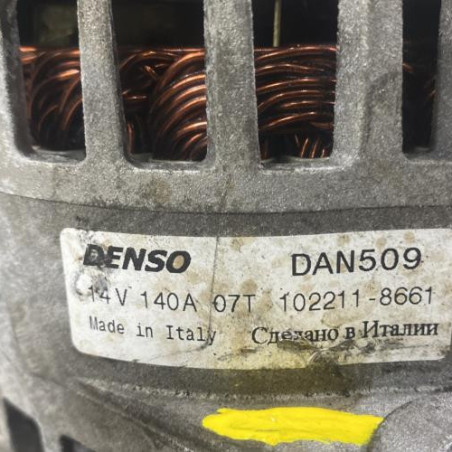 DENSO DAN509
14V 140A 07T 102211-8661
Made in Italy Сделано в Италии